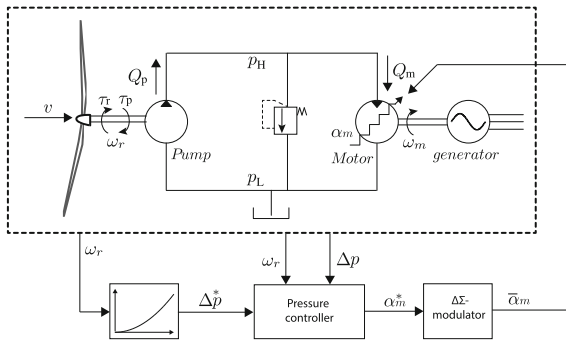 p_H
Q_p
Q_m
v
τ_r τ_p
ω_r
Pump
α_m
Motor
ω_m
generator
p_L
ω_r
ω_r
Δp
Δp*
Pressure
controller
α_m*
ΔΣ-
modulator
ᾱ_m